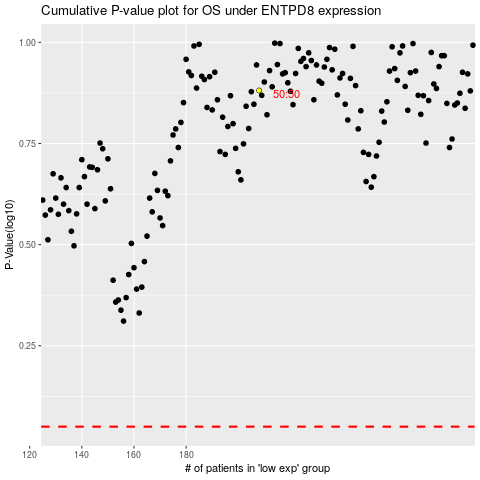 Cumulative P-value plot for OS under ENTPD8 expression
P-Value(log10)
1.00
0.75
0.50
0.25
50:50
120 140 160 180
# of patients in 'low exp' group